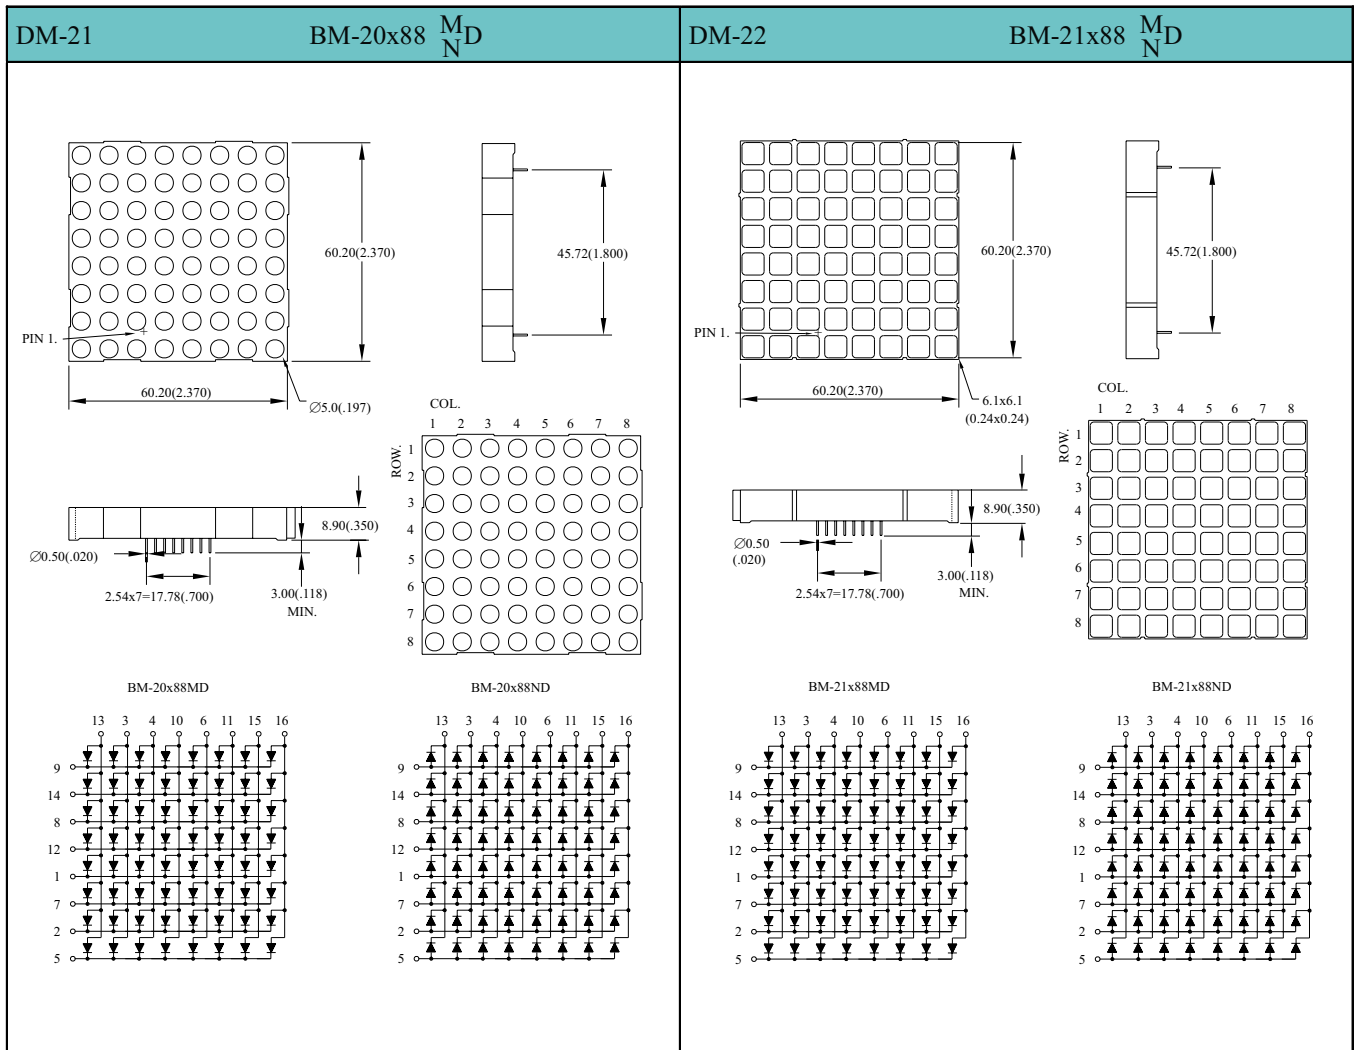 DM-21 BM-20x88 M/N D
DM-22 BM-21x88 M/N D
60.20(2.370)
45.72(1.800)
PIN 1.
60.20(2.370)
∅5.0(.197)
COL.
1 2 3 4 5 6 7 8
ROW.
1
2
3
4
5
6
7
8
8.90(.350)
∅0.50(.020)
2.54x7=17.78(.700)
3.00(.118)
MIN.
BM-20x88MD
13 3 4 10 6 11 15 16
9
14
8
12
1
7
2
5
BM-20x88ND
13 3 4 10 6 11 15 16
9
14
8
12
1
7
2
5
60.20(2.370)
45.72(1.800)
PIN 1.
60.20(2.370)
6.1x6.1
(0.24x0.24)
COL.
1 2 3 4 5 6 7 8
ROW.
1
2
3
4
5
6
7
8
8.90(.350)
∅0.50
(.020)
2.54x7=17.78(.700)
3.00(.118)
MIN.
BM-21x88MD
13 3 4 10 6 11 15 16
9
14
8
12
1
7
2
5
BM-21x88ND
13 3 4 10 6 11 15 16
9
14
8
12
1
7
2
5